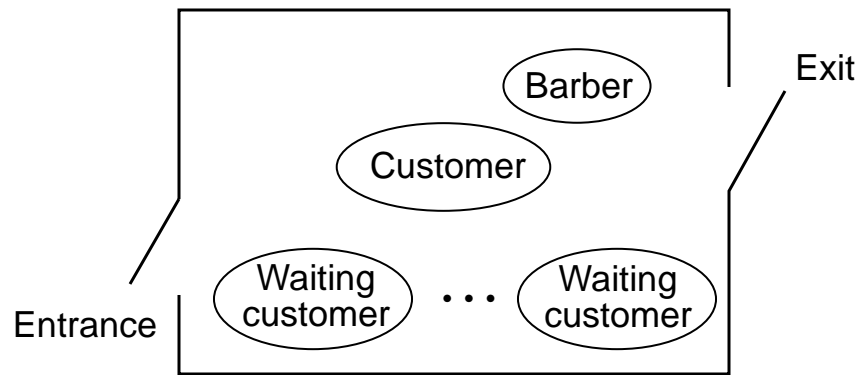 Barber
Exit
Customer
Waiting
customer
. . .
Waiting
customer
Entrance